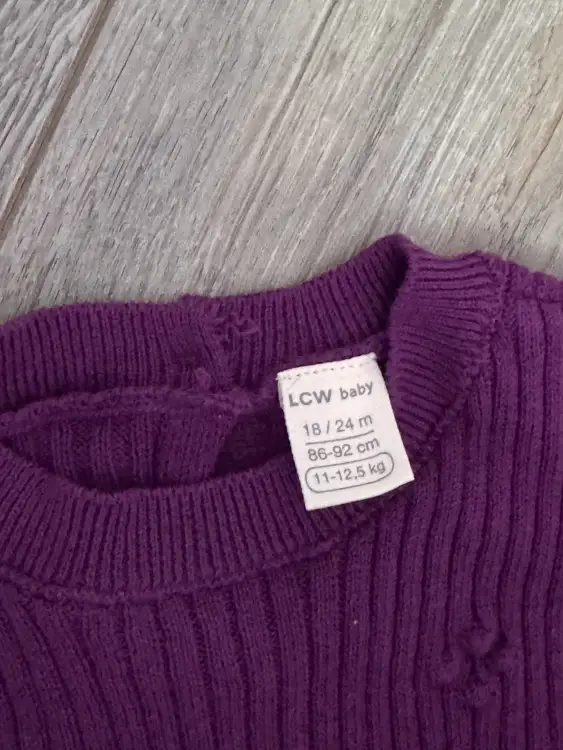 LCW baby
18 / 24 m
86-92 cm
11-12,5 kg